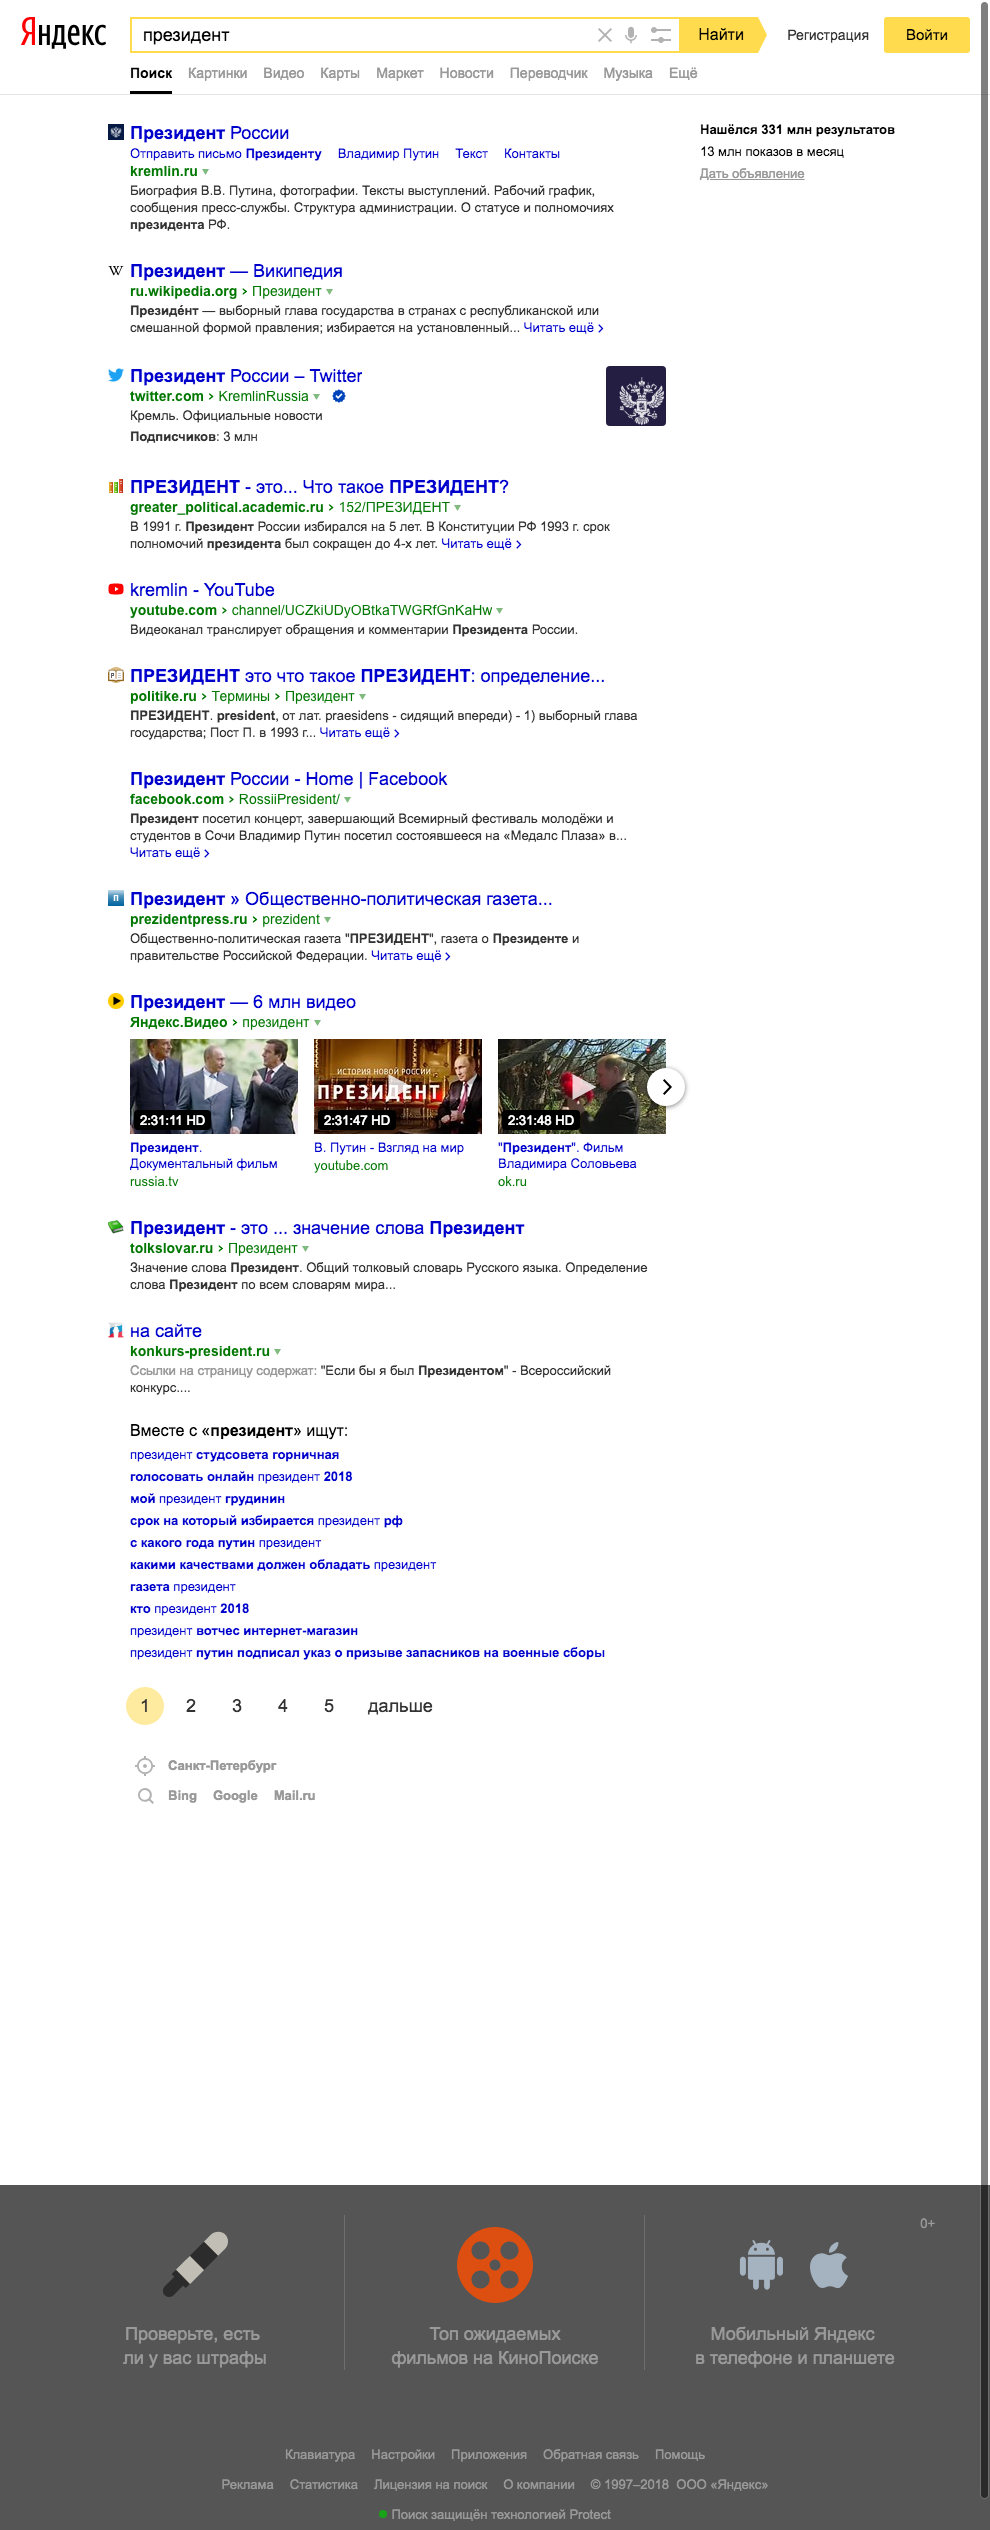 Яндекс
президент
Найти
Регистрация
Войти
Поиск Картинки Видео Карты Маркет Новости Переводчик Музыка Ещё
Президент России
Отправить письмо Президенту Владимир Путин Текст Контакты
kremlin.ru
Биография В.В. Путина, фотографии. Тексты выступлений. Рабочий график,
сообщения пресс-службы. Структура администрации. О статусе и полномочиях
президента РФ.
Нашёлся 331 млн результатов
13 млн показов в месяц
Дать объявление
Президент — Википедия
ru.wikipedia.org › Президент
Президе́нт — выборный глава государства в странах с республиканской или
смешанной формой правления; избирается на установленный... Читать ещё ›
Президент России – Twitter
twitter.com › KremlinRussia
Кремль. Официальные новости
Подписчиков: 3 млн
ПРЕЗИДЕНТ - это... Что такое ПРЕЗИДЕНТ?
greater_political.academic.ru › 152/ПРЕЗИДЕНТ
В 1991 г. Президент России избирался на 5 лет. В Конституции РФ 1993 г. срок
полномочий президента был сокращен до 4-х лет. Читать ещё ›
kremlin - YouTube
youtube.com › channel/UCZkiUDyOBtkaTWGRfGnKaHw
Видеоканал транслирует обращения и комментарии Президента России.
ПРЕЗИДЕНТ это что такое ПРЕЗИДЕНТ: определение...
politike.ru › Термины › Президент
ПРЕЗИДЕНТ. president, от лат. praesidens - сидящий впереди) - 1) выборный глава
государства; Пост П. в 1993 г... Читать ещё ›
Президент России - Home | Facebook
facebook.com › RossiiPresident/
Президент посетил концерт, завершающий Всемирный фестиваль молодёжи и
студентов в Сочи Владимир Путин посетил состоявшееся на «Медалс Плаза» в...
Читать ещё ›
Президент » Общественно-политическая газета...
prezidentpress.ru › prezident
Общественно-политическая газета "ПРЕЗИДЕНТ", газета о Президенте и
правительстве Российской Федерации. Читать ещё ›
Президент — 6 млн видео
Яндекс.Видео › президент
2:31:11 HD
ИСТОРИЯ НОВОЙ РОССИИ
ПРЕЗИДЕНТ
2:31:47 HD
2:31:48 HD
Президент.
Документальный фильм
russia.tv
В. Путин - Взгляд на мир
youtube.com
"Президент". Фильм
Владимира Соловьева
ok.ru
Президент - это ... значение слова Президент
tolkslovar.ru › Президент
Значение слова Президент. Общий толковый словарь Русского языка. Определение
слова Президент по всем словарям мира...
на сайте
konkurs-president.ru
Ссылки на страницу содержат: "Если бы я был Президентом" - Всероссийский
конкурс....
Вместе с «президент» ищут:
президент студсовета горничная
голосовать онлайн президент 2018
мой президент грудинин
срок на который избирается президент рф
с какого года путин президент
какими качествами должен обладать президент
газета президент
кто президент 2018
президент вотчес интернет-магазин
президент путин подписал указ о призыве запасников на военные сборы
1 2 3 4 5 дальше
Санкт-Петербург
Bing Google Mail.ru
0+
Проверьте, есть
ли у вас штрафы
Топ ожидаемых
фильмов на КиноПоиске
Мобильный Яндекс
в телефоне и планшете
Клавиатура Настройки Приложения Обратная связь Помощь
Реклама Статистика Лицензия на поиск О компании © 1997–2018 ООО «Яндекс»
Поиск защищён технологией Protect